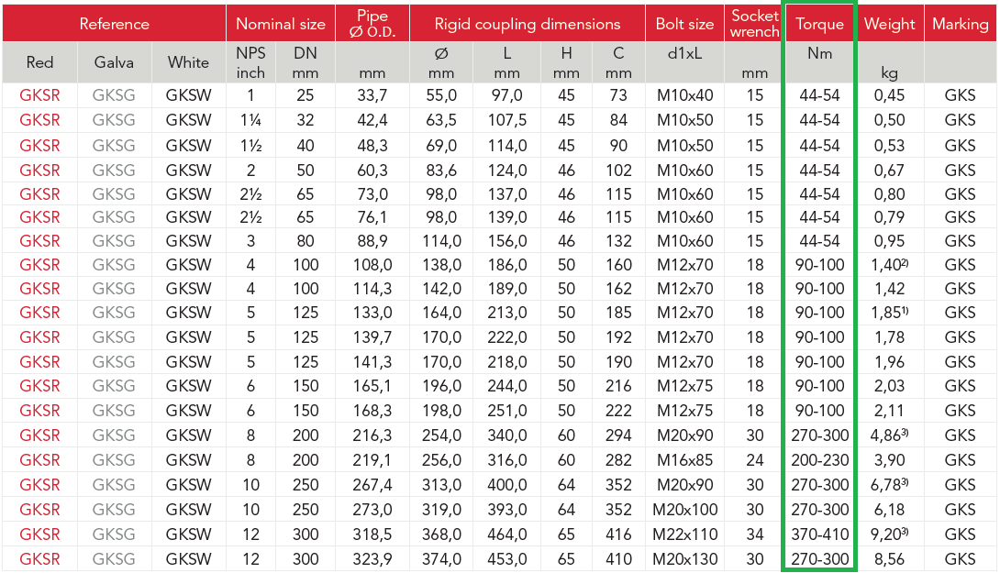 Reference Nominal size Pipe Ø O.D. Rigid coupling dimensions Bolt size Socket wrench Torque Weight Marking
Red Galva White NPS inch DN mm mm Ø mm L mm H mm C mm d1xL mm Nm kg
GKSR GKSG GKSW 1 25 33,7 55,0 97,0 45 73 M10x40 15 44-54 0,45 GKS
GKSR GKSG GKSW 1¼ 32 42,4 63,5 107,5 45 84 M10x50 15 44-54 0,50 GKS
GKSR GKSG GKSW 1½ 40 48,3 69,0 114,0 45 90 M10x50 15 44-54 0,53 GKS
GKSR GKSG GKSW 2 50 60,3 83,6 124,0 46 102 M10x60 15 44-54 0,67 GKS
GKSR GKSG GKSW 2½ 65 73,0 98,0 137,0 46 115 M10x60 15 44-54 0,80 GKS
GKSR GKSG GKSW 2½ 65 76,1 98,0 139,0 46 115 M10x60 15 44-54 0,79 GKS
GKSR GKSG GKSW 3 80 88,9 114,0 156,0 46 132 M10x60 15 44-54 0,95 GKS
GKSR GKSG GKSW 4 100 108,0 138,0 186,0 50 160 M12x70 18 90-100 1,40²⁾ GKS
GKSR GKSG GKSW 4 100 114,3 142,0 189,0 50 162 M12x70 18 90-100 1,42 GKS
GKSR GKSG GKSW 5 125 133,0 164,0 213,0 50 185 M12x70 18 90-100 1,85¹⁾ GKS
GKSR GKSG GKSW 5 125 139,7 170,0 222,0 50 192 M12x70 18 90-100 1,78 GKS
GKSR GKSG GKSW 5 125 141,3 170,0 218,0 50 190 M12x70 18 90-100 1,96 GKS
GKSR GKSG GKSW 6 150 165,1 196,0 244,0 50 216 M12x75 18 90-100 2,03 GKS
GKSR GKSG GKSW 6 150 168,3 198,0 251,0 50 222 M12x75 18 90-100 2,11 GKS
GKSR GKSG GKSW 8 200 216,3 254,0 340,0 60 294 M20x90 30 270-300 4,86³⁾ GKS
GKSR GKSG GKSW 8 200 219,1 256,0 316,0 60 282 M16x85 24 200-230 3,90 GKS
GKSR GKSG GKSW 10 250 267,4 313,0 400,0 64 352 M20x90 30 270-300 6,78³⁾ GKS
GKSR GKSG GKSW 10 250 273,0 319,0 393,0 64 352 M20x100 30 270-300 6,18 GKS
GKSR GKSG GKSW 12 300 318,5 368,0 464,0 65 416 M22x110 34 370-410 9,20³⁾ GKS
GKSR GKSG GKSW 12 300 323,9 374,0 453,0 65 410 M20x130 30 270-300 8,56 GKS